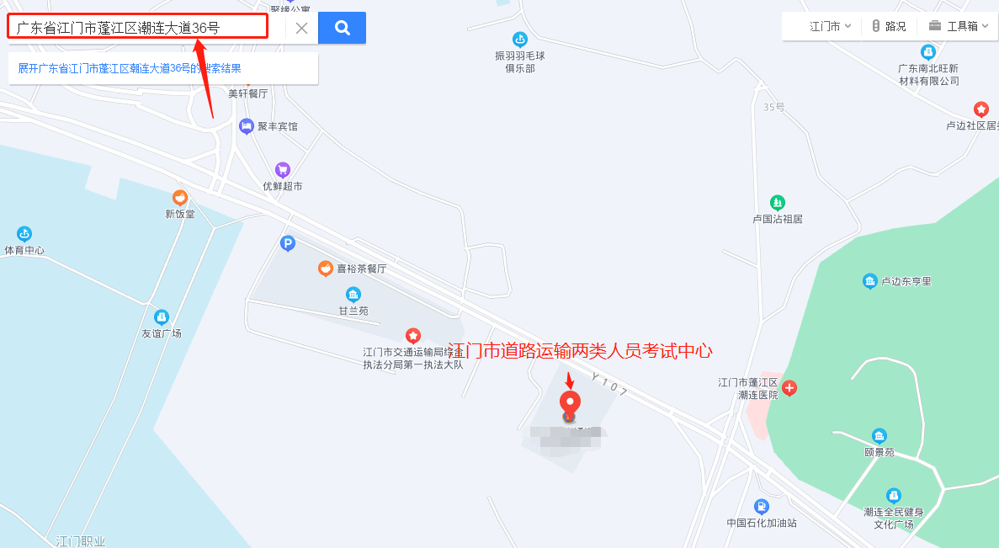 聚缘公寓
广东省江门市蓬江区潮连大道36号
江门市
路况
工具箱
展开广东省江门市蓬江区潮连大道36号的搜索结果
振羽羽毛球
俱乐部
广东南北旺新
材料有限公司
美轩餐厅
35号
卢边社区居委
聚丰宾馆
优鲜超市
新饭堂
卢国沾祖居
体育中心
P
喜裕茶餐厅
卢边东亨里
甘兰苑
友谊广场
江门市交通运输局综合
执法分局第一执法大队
江门市道路运输两类人员考试中心
Y107
江门市蓬江区
潮连医院
颐景苑
中国石化加油站
潮连全民健身
文化广场
江门职业